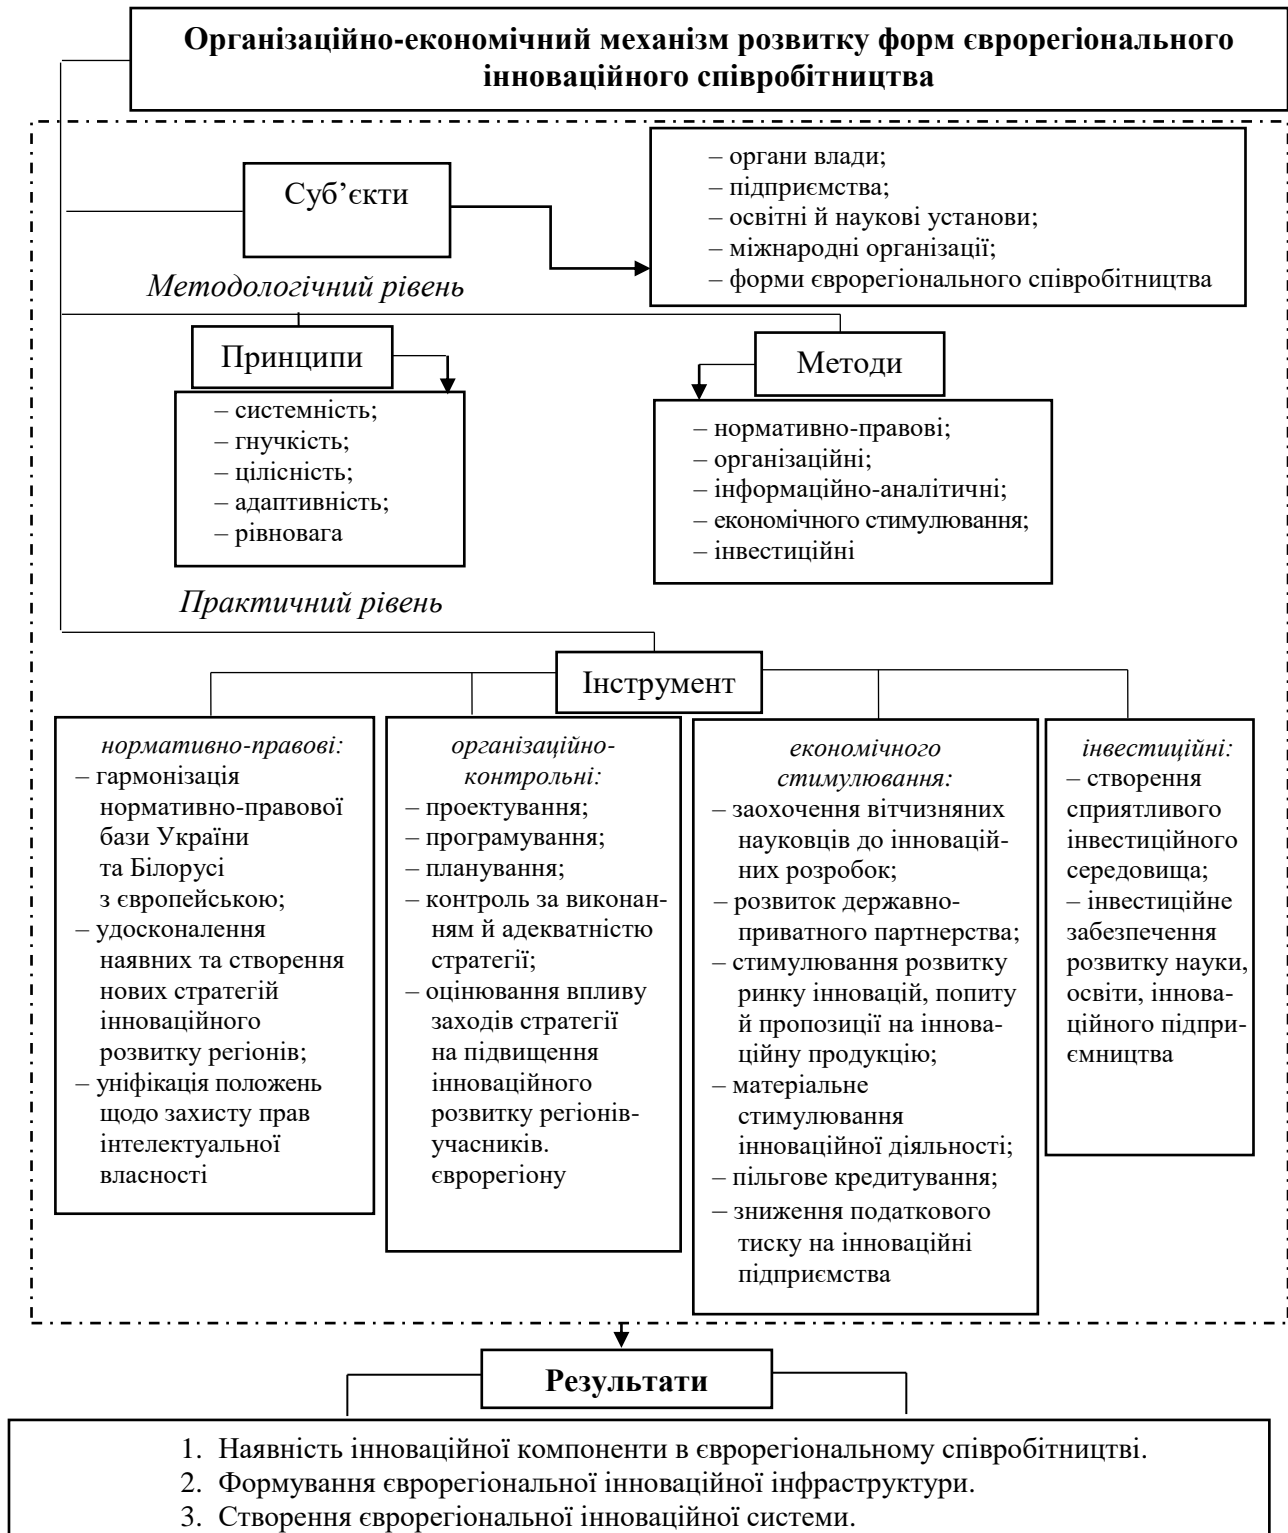 Організаційно-економічний механізм розвитку форм єврорегіонального
інноваційного співробітництва
Суб’єкти
– органи влади;
– підприємства;
– освітні й наукові установи;
– міжнародні організації;
– форми єврорегіонального співробітництва
Методологічний рівень
Принципи
– системність;
– гнучкість;
– цілісність;
– адаптивність;
– рівновага
Методи
– нормативно-правові;
– організаційні;
– інформаційно-аналітичні;
– економічного стимулювання;
– інвестиційні
Практичний рівень
Інструмент
нормативно-правові:
– гармонізація
нормативно-правової
бази України
та Білорусі
з європейською;
– удосконалення
наявних та створення
нових стратегій
інноваційного
розвитку регіонів;
– уніфікація положень
щодо захисту прав
інтелектуальної
власності
організаційно-
контрольні:
– проектування;
– програмування;
– планування;
– контроль за виконан-
ням й адекватністю
стратегії;
– оцінювання впливу
заходів стратегії
на підвищення
інноваційного
розвитку регіонів-
учасників.
єврорегіону
економічного
стимулювання:
– заохочення вітчизняних
науковців до інновацій-
них розробок;
– розвиток державно-
приватного партнерства;
– стимулювання розвитку
ринку інновацій, попиту
й пропозиції на іннова-
ційну продукцію;
– матеріальне
стимулювання
інноваційної діяльності;
– пільгове кредитування;
– зниження податкового
тиску на інноваційні
підприємства
інвестиційні:
– створення
сприятливого
інвестиційного
середовища;
– інвестиційне
забезпечення
розвитку науки,
освіти, іннова-
ційного підпри-
ємництва
Результати
1. Наявність інноваційної компоненти в єврорегіональному співробітництві.
2. Формування єврорегіональної інноваційної інфраструктури.
3. Створення єврорегіональної інноваційної системи.